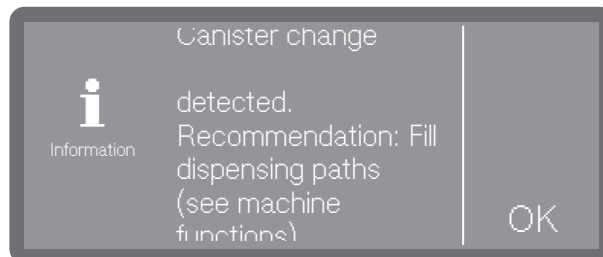 Canister change
detected.
Recommendation: Fill
dispensing paths
(see machine
functions)
Information
OK